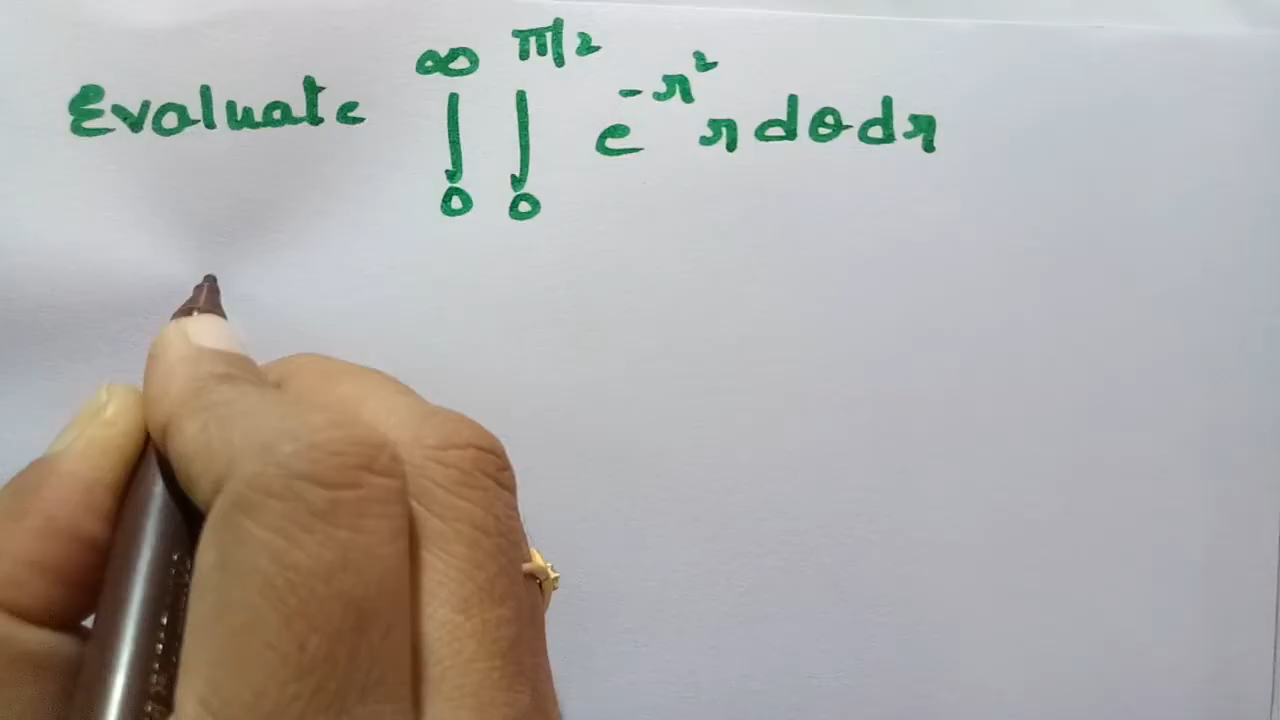 Evaluate ∫₀^∞ ∫₀^{π/2} e^{-r²} r dθ dr